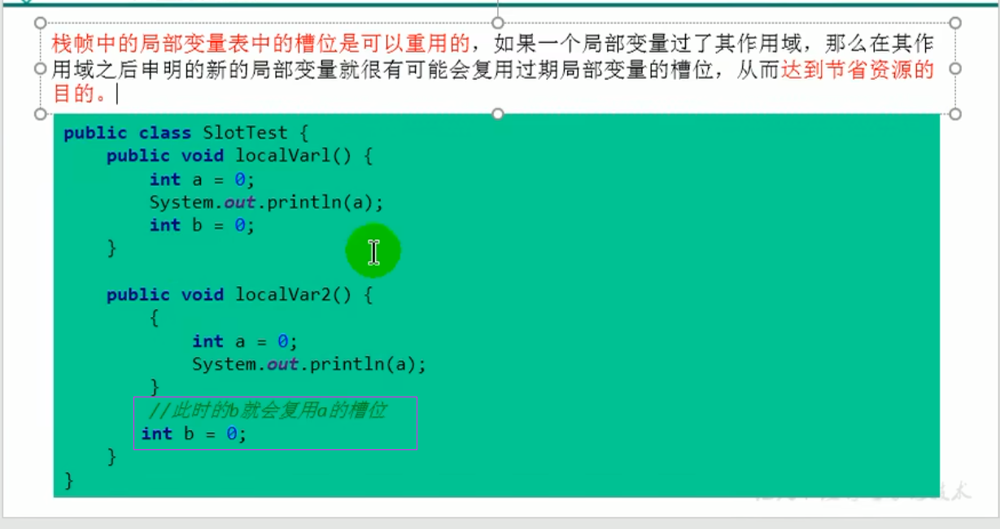 栈帧中的局部变量表中的槽位是可以重用的，如果一个局部变量过了其作用域，那么在其作
用域之后申明的新的局部变量就很有可能会复用过期局部变量的槽位，从而达到节省资源的
目的。
public class SlotTest {
public void localVar1() {
int a = 0;
System.out.println(a);
int b = 0;
}
public void localVar2() {
{
int a = 0;
System.out.println(a);
}
//此时的b就会复用a的槽位
int b = 0;
}
}